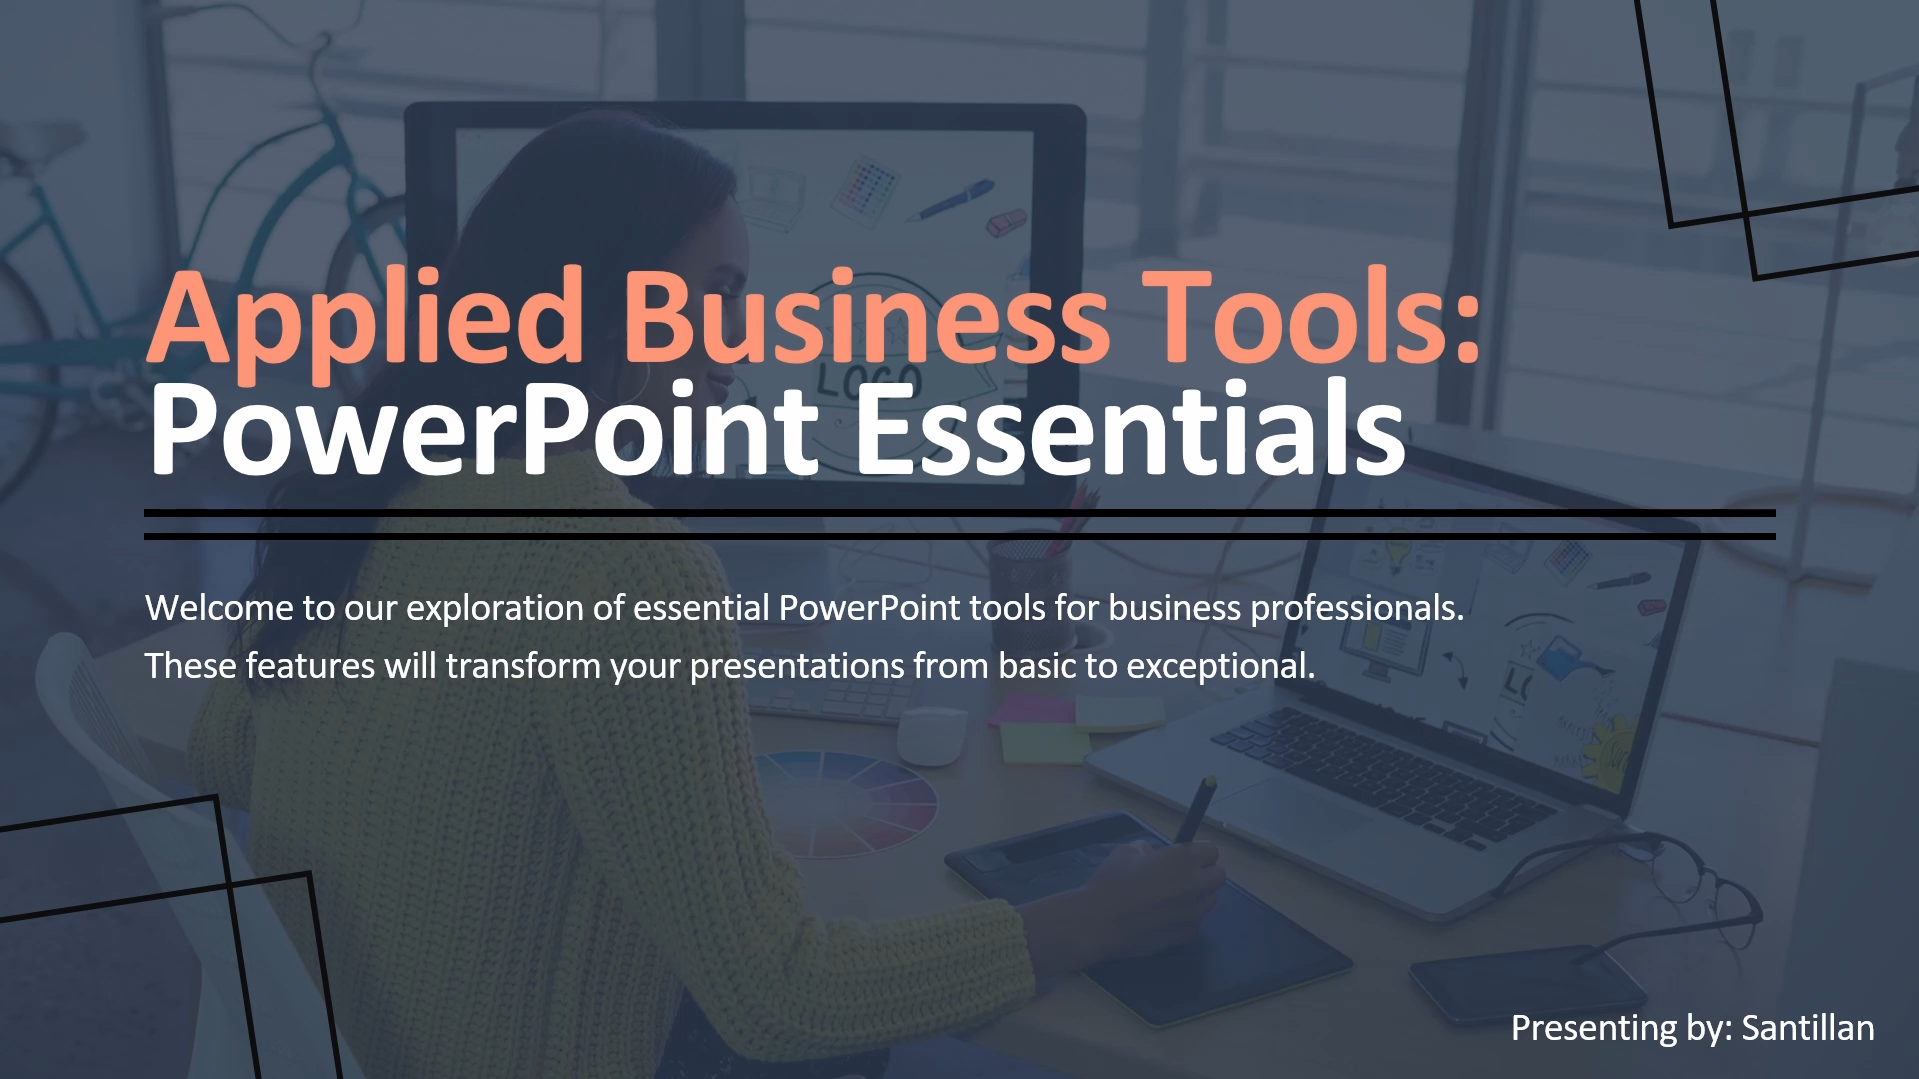 Applied Business Tools:
PowerPoint Essentials
LOGO
Welcome to our exploration of essential PowerPoint tools for business professionals.
These features will transform your presentations from basic to exceptional.
Presenting by: Santillan